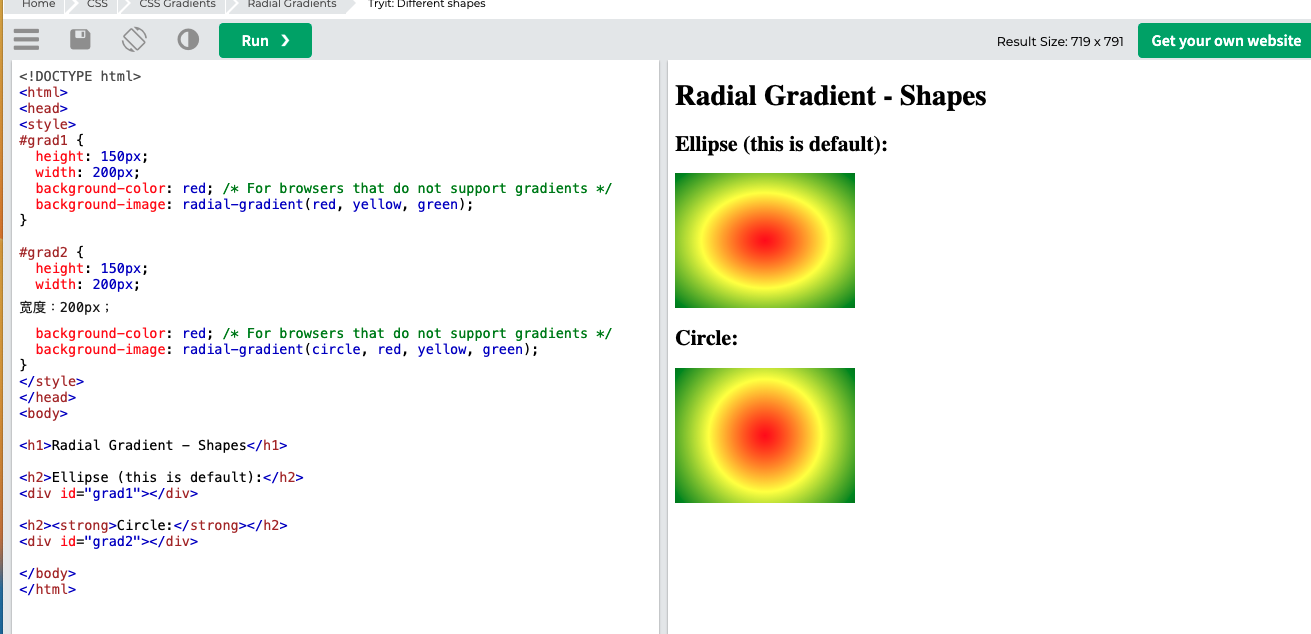 Home CSS CSS Gradients Radial Gradients Tryit: Different shapes
Run ❯ Result Size: 719 x 791 Get your own website
<!DOCTYPE html>
<html>
<head>
<style>
#grad1 {
  height: 150px;
  width: 200px;
  background-color: red; /* For browsers that do not support gradients */
  background-image: radial-gradient(red, yellow, green);
}
#grad2 {
  height: 150px;
  width: 200px;
宽度：200px；
  background-color: red; /* For browsers that do not support gradients */
  background-image: radial-gradient(circle, red, yellow, green);
}
</style>
</head>
<body>
<h1>Radial Gradient - Shapes</h1>
<h2>Ellipse (this is default):</h2>
<div id="grad1"></div>
<h2><strong>Circle:</strong></h2>
<div id="grad2"></div>
</body>
</html>
Radial Gradient - Shapes
Ellipse (this is default):
Circle: